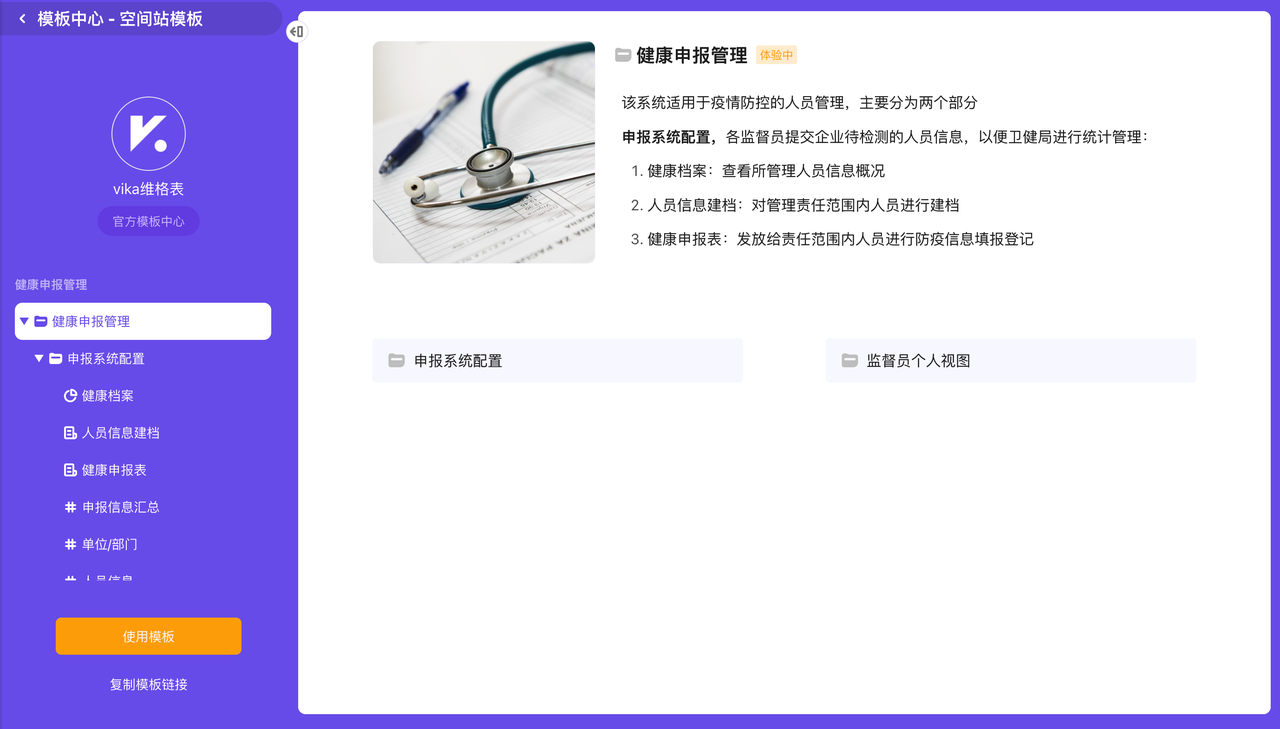 模板中心 - 空间站模板
vika维格表
官方模板中心
健康申报管理
健康申报管理
申报系统配置
健康档案
人员信息建档
健康申报表
申报信息汇总
单位/部门
人员信息
使用模板
复制模板链接
健康申报管理
体验中
该系统适用于疫情防控的人员管理，主要分为两个部分
申报系统配置，各监督员提交企业待检测的人员信息，以便卫健局进行统计管理：
1. 健康档案：查看所管理人员信息概况
2. 人员信息建档：对管理责任范围内人员进行建档
3. 健康申报表：发放给责任范围内人员进行防疫信息填报登记
申报系统配置
监督员个人视图